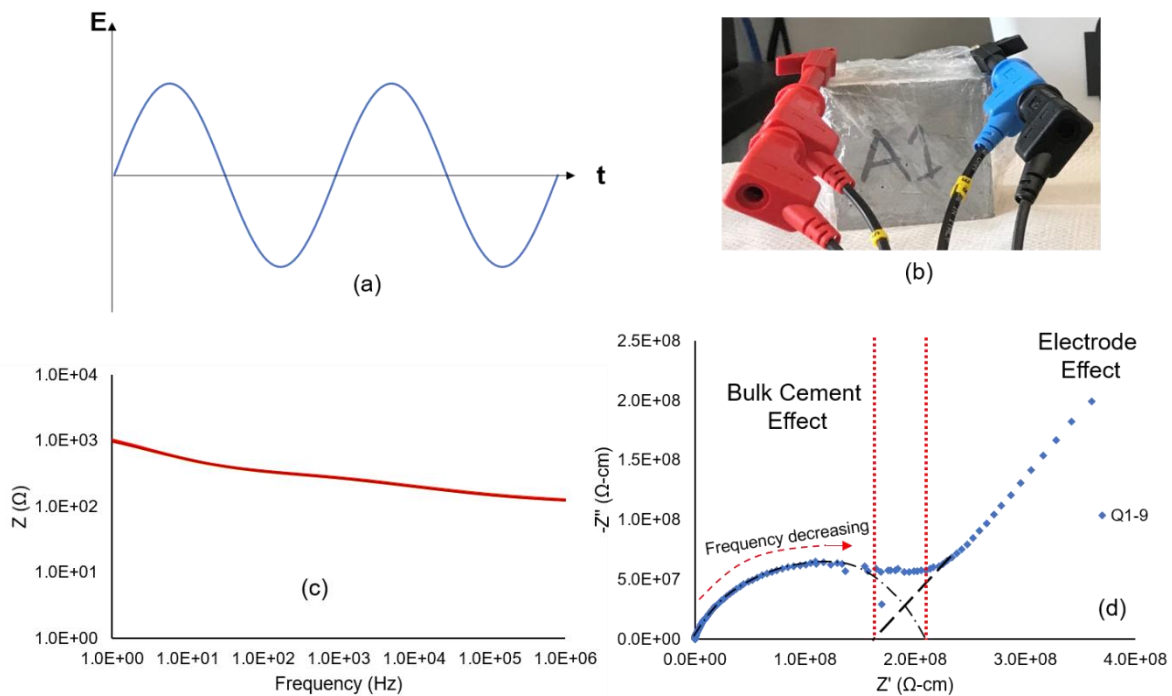 E
t
(a)
A1
(b)
1.0E+04
1.0E+03
1.0E+02
1.0E+01
1.0E+00
Z (Ω)
1.0E+00 1.0E+01 1.0E+02 1.0E+03 1.0E+04 1.0E+05 1.0E+06
Frequency (Hz)
(c)
2.5E+08
2.0E+08
1.5E+08
1.0E+08
5.0E+07
0.0E+00
-Z'' (Ω-cm)
Bulk Cement
Effect
Electrode
Effect
Frequency decreasing
Q1-9
(d)
0.0E+00 1.0E+08 2.0E+08 3.0E+08 4.0E+08
Z' (Ω-cm)